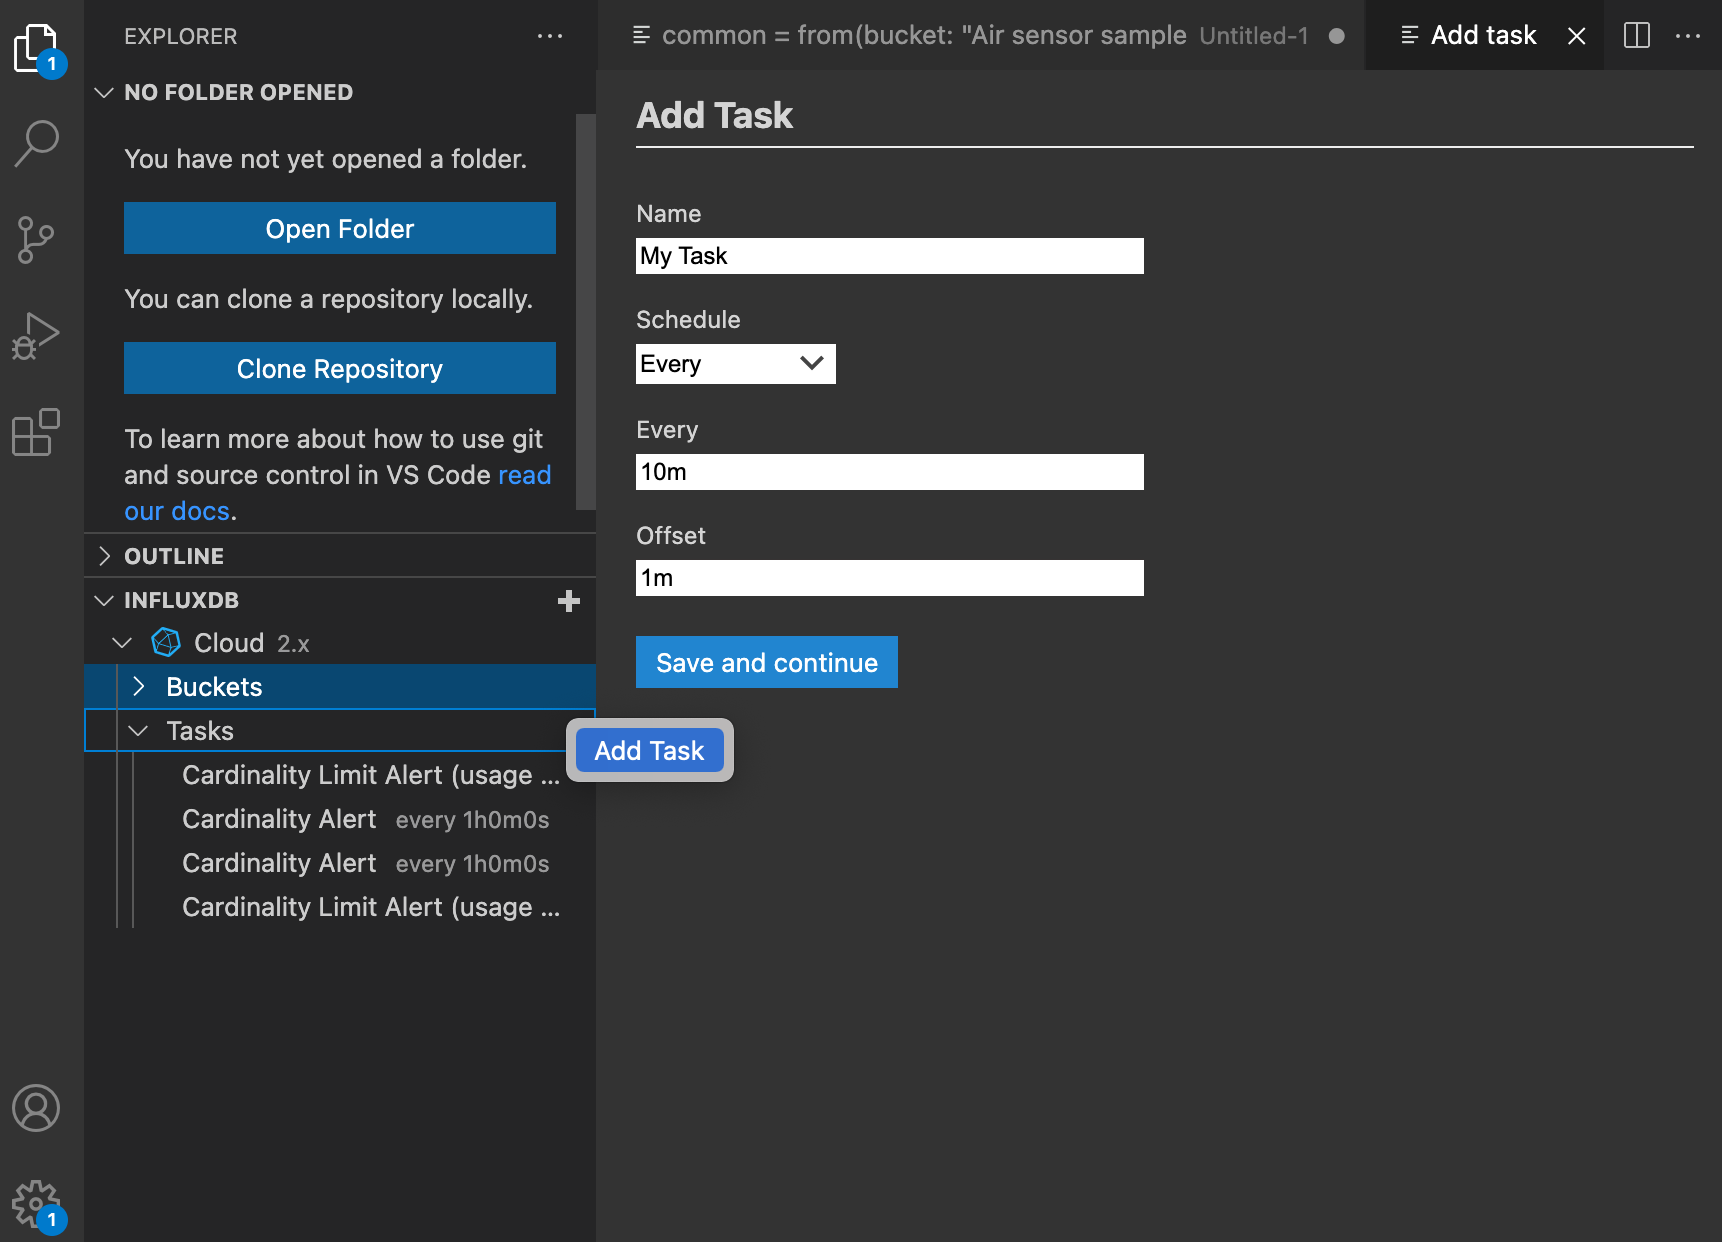 1
EXPLORER
NO FOLDER OPENED
You have not yet opened a folder.
Open Folder
You can clone a repository locally.
Clone Repository
To learn more about how to use git
and source control in VS Code read
our docs.
OUTLINE
INFLUXDB
Cloud 2.x
Buckets
Tasks
Cardinality Limit Alert (usage ...
Cardinality Alert every 1h0m0s
Cardinality Alert every 1h0m0s
Cardinality Limit Alert (usage ...
1
common = from(bucket: "Air sensor sample Untitled-1
Add task
Add Task
Name
My Task
Schedule
Every
Every
10m
Offset
1m
Save and continue
Add Task